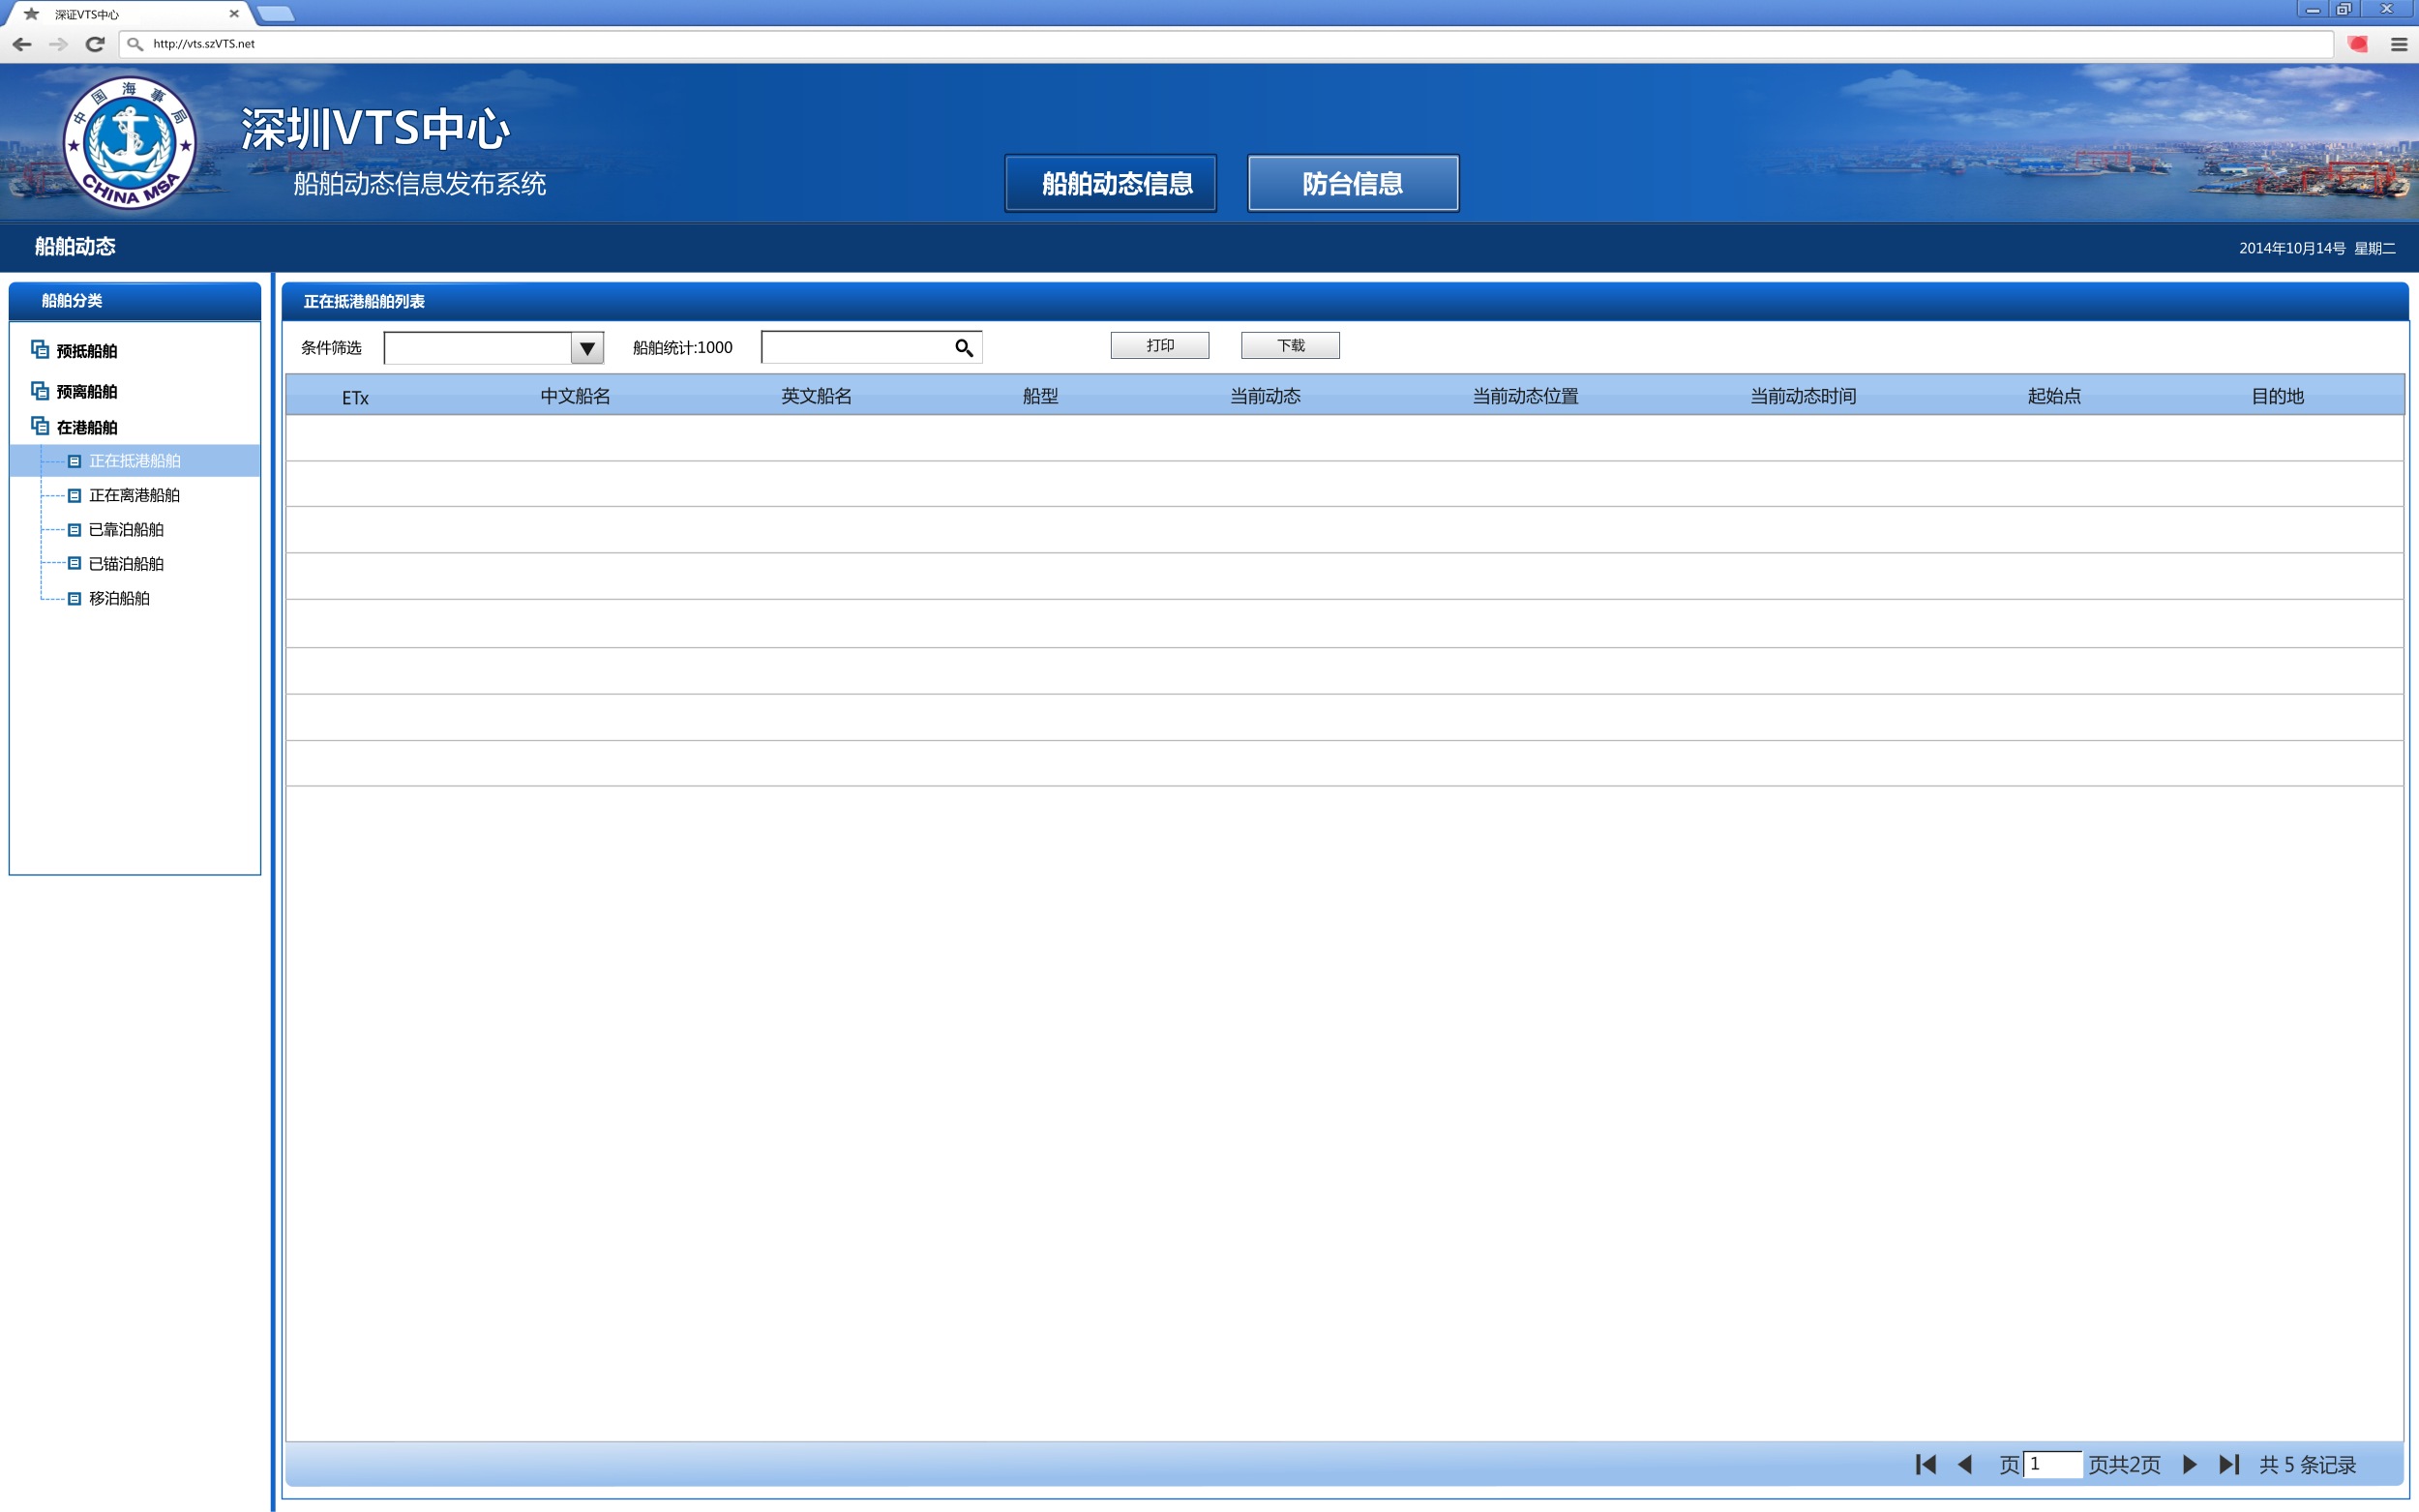 深证VTS中心
http://vts.szVTS.net
中国海事局
CHINA MSA
深圳VTS中心
船舶动态信息发布系统
船舶动态信息
防台信息
船舶动态
2014年10月14号 星期二
船舶分类
预抵船舶
预离船舶
在港船舶
正在抵港船舶
正在离港船舶
已靠泊船舶
已锚泊船舶
移泊船舶
正在抵港船舶列表
条件筛选
船舶统计:1000
打印
下载
ETx 中文船名 英文船名 船型 当前动态 当前动态位置 当前动态时间 起始点 目的地
页 1 页共2页 共 5 条记录